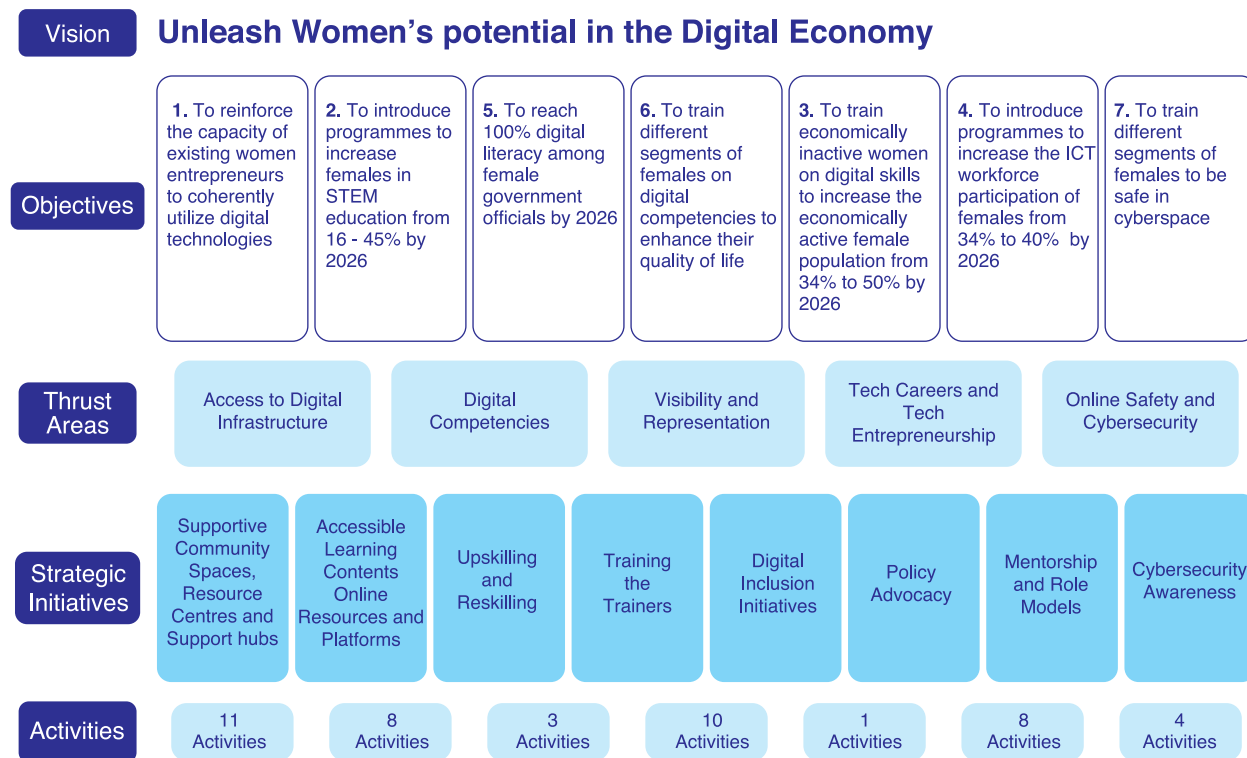 Vision
Unleash Women’s potential in the Digital Economy
Objectives
1. To reinforce
the capacity of
existing women
entrepreneurs
to coherently
utilize digital
technologies
2. To introduce
programmes to
increase
females in
STEM
education from
16 - 45% by
2026
5. To reach
100% digital
literacy among
female
government
officials by 2026
6. To train
different
segments of
females on
digital
competencies to
enhance their
quality of life
3. To train
economically
inactive women
on digital skills
to increase the
economically
active female
population from
34% to 50% by
2026
4. To introduce
programmes to
increase the ICT
workforce
participation of
females from
34% to 40% by
2026
7. To train
different
segments of
females to be
safe in
cyberspace
Thrust
Areas
Access to Digital
Infrastructure
Digital
Competencies
Visibility and
Representation
Tech Careers and
Tech
Entrepreneurship
Online Safety and
Cybersecurity
Strategic
Initiatives
Supportive
Community
Spaces,
Resource
Centres and
Support hubs
Accessible
Learning
Contents
Online
Resources and
Platforms
Upskilling
and
Reskilling
Training
the
Trainers
Digital
Inclusion
Initiatives
Policy
Advocacy
Mentorship
and Role
Models
Cybersecurity
Awareness
Activities
11
Activities
8
Activities
3
Activities
10
Activities
1
Activities
8
Activities
4
Activities